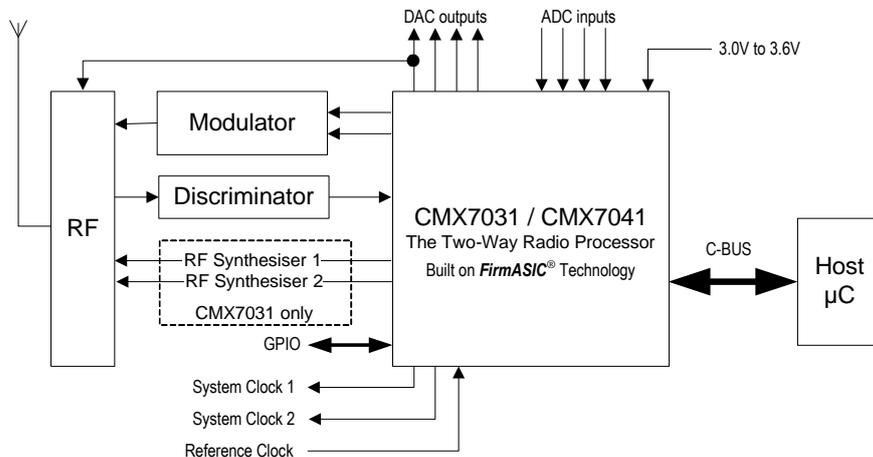 DAC outputs
ADC inputs
3.0V to 3.6V
Modulator
Discriminator
RF
CMX7031 / CMX7041
The Two-Way Radio Processor
Built on FirmASIC® Technology
RF Synthesiser 1
RF Synthesiser 2
CMX7031 only
C-BUS
Host
µC
GPIO
System Clock 1
System Clock 2
Reference Clock